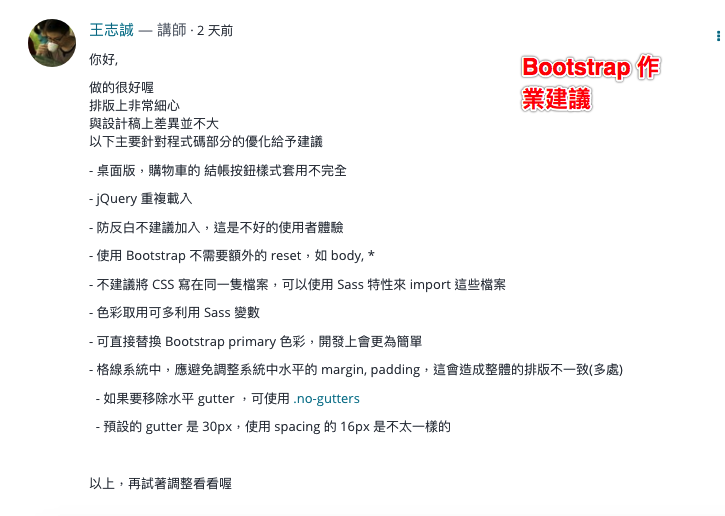 王志誠 — 講師 · 2 天前
Bootstrap 作
業建議
你好,
做的很好喔
排版上非常細心
與設計稿上差異並不大
以下主要針對程式碼部分的優化給予建議
- 桌面版，購物車的 結帳按鈕樣式套用不完全
- jQuery 重複載入
- 防反白不建議加入，這是不好的使用者體驗
- 使用 Bootstrap 不需要額外的 reset，如 body, *
- 不建議將 CSS 寫在同一隻檔案，可以使用 Sass 特性來 import 這些檔案
- 色彩取用可多利用 Sass 變數
- 可直接替換 Bootstrap primary 色彩，開發上會更為簡單
- 格線系統中，應避免調整系統中水平的 margin, padding，這會造成整體的排版不一致(多處)
- 如果要移除水平 gutter ，可使用 .no-gutters
- 預設的 gutter 是 30px，使用 spacing 的 16px 是不太一樣的
以上，再試著調整看看喔